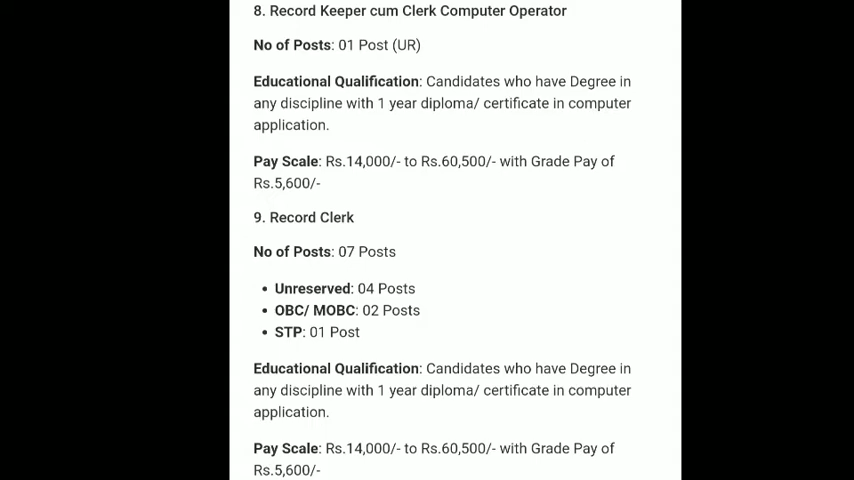 8. Record Keeper cum Clerk Computer Operator
No of Posts: 01 Post (UR)
Educational Qualification: Candidates who have Degree in
any discipline with 1 year diploma/ certificate in computer
application.
Pay Scale: Rs.14,000/- to Rs.60,500/- with Grade Pay of
Rs.5,600/-
9. Record Clerk
No of Posts: 07 Posts
• Unreserved: 04 Posts
• OBC/ MOBC: 02 Posts
• STP: 01 Post
Educational Qualification: Candidates who have Degree in
any discipline with 1 year diploma/ certificate in computer
application.
Pay Scale: Rs.14,000/- to Rs.60,500/- with Grade Pay of
Rs.5,600/-